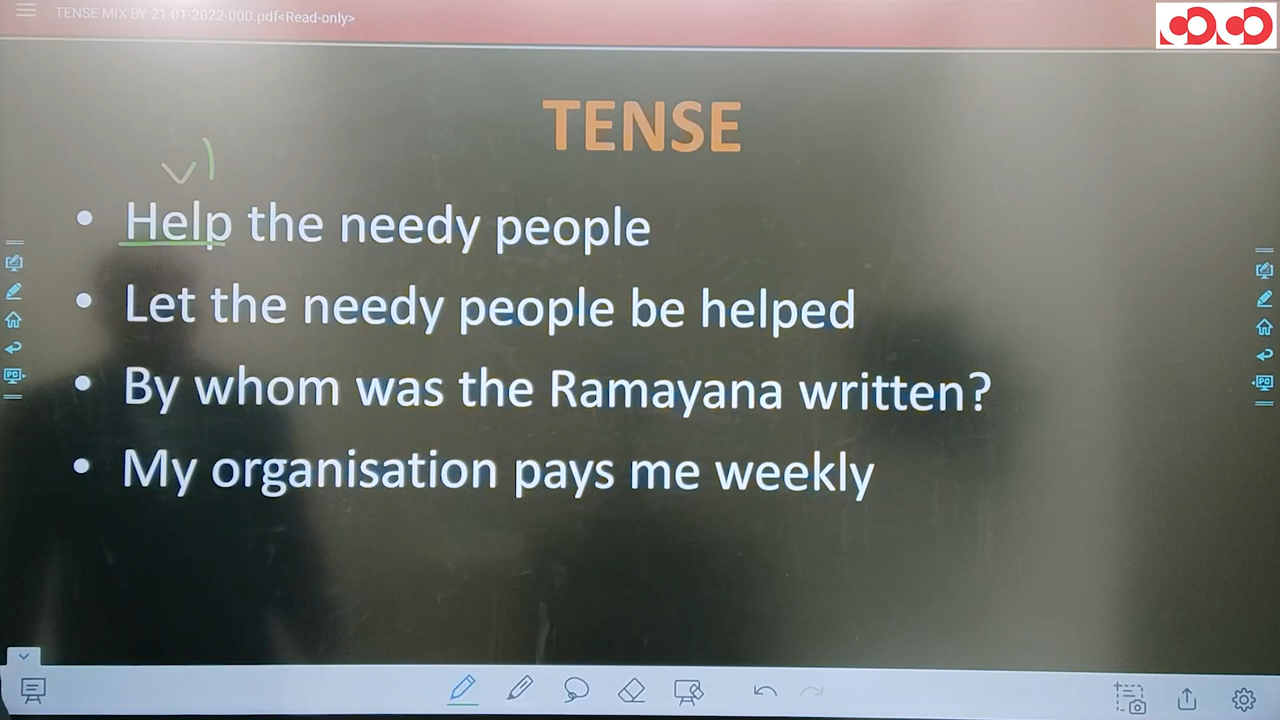 TENSE MIX BY 21-01-2022-000.pdf<Read-only>
TENSE
v1
• Help the needy people
• Let the needy people be helped
• By whom was the Ramayana written?
• My organisation pays me weekly